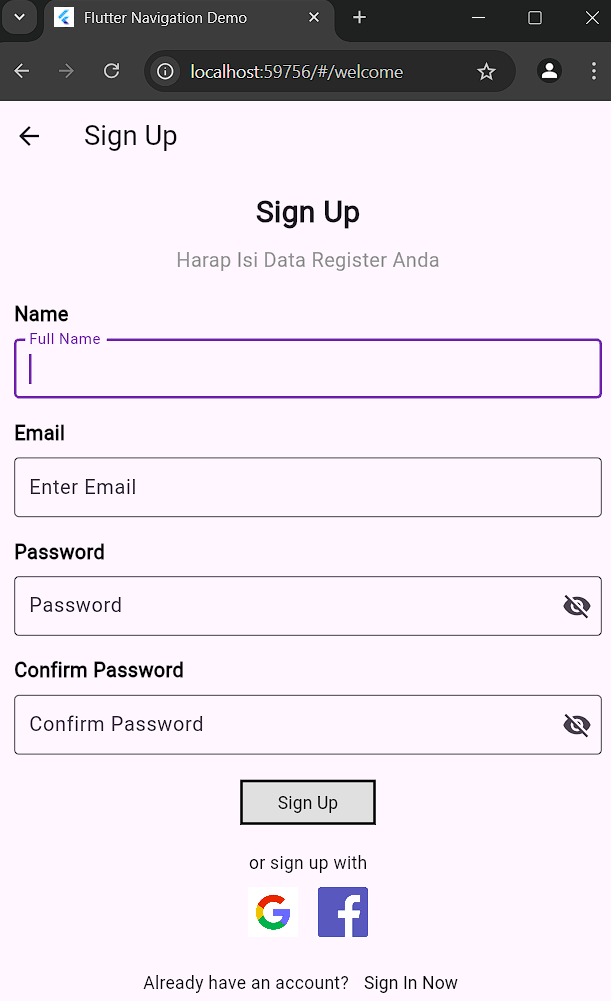 Flutter Navigation Demo
localhost:59756/#/welcome
Sign Up
Sign Up
Harap Isi Data Register Anda
Name
Full Name
Email
Enter Email
Password
Password
Confirm Password
Confirm Password
Sign Up
or sign up with
Already have an account? Sign In Now